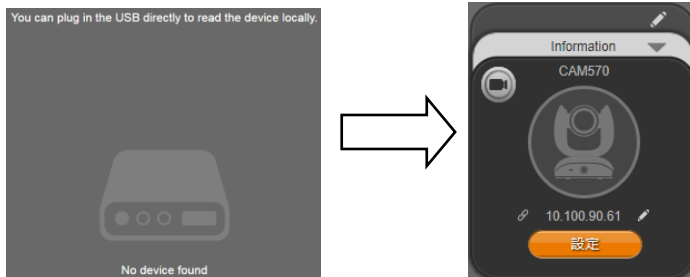 You can plug in the USB directly to read the device locally.
No device found
Information
CAM570
10.100.90.61
設定